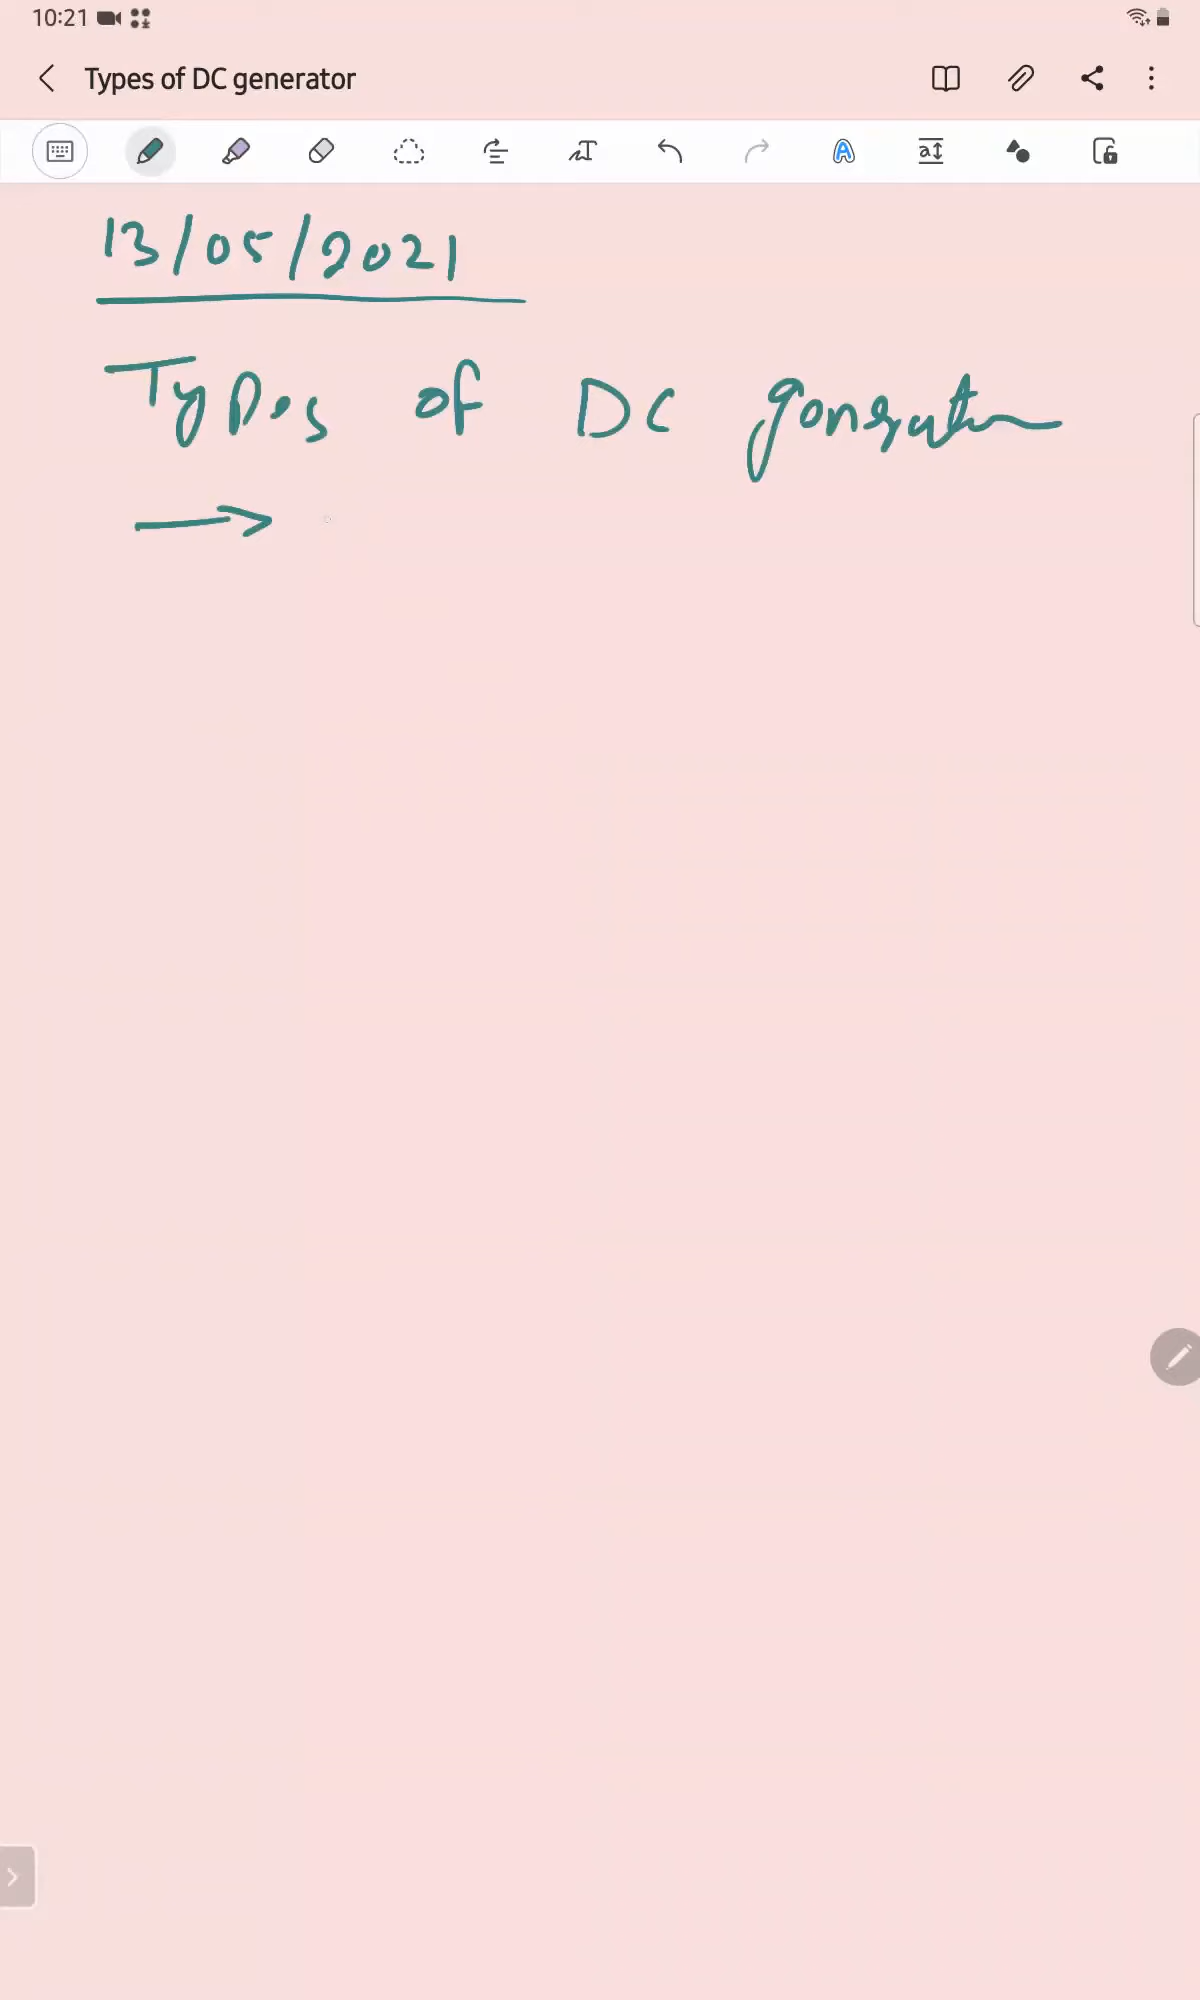 10:21
Types of DC generator
13/05/2021
Types of DC generator
→